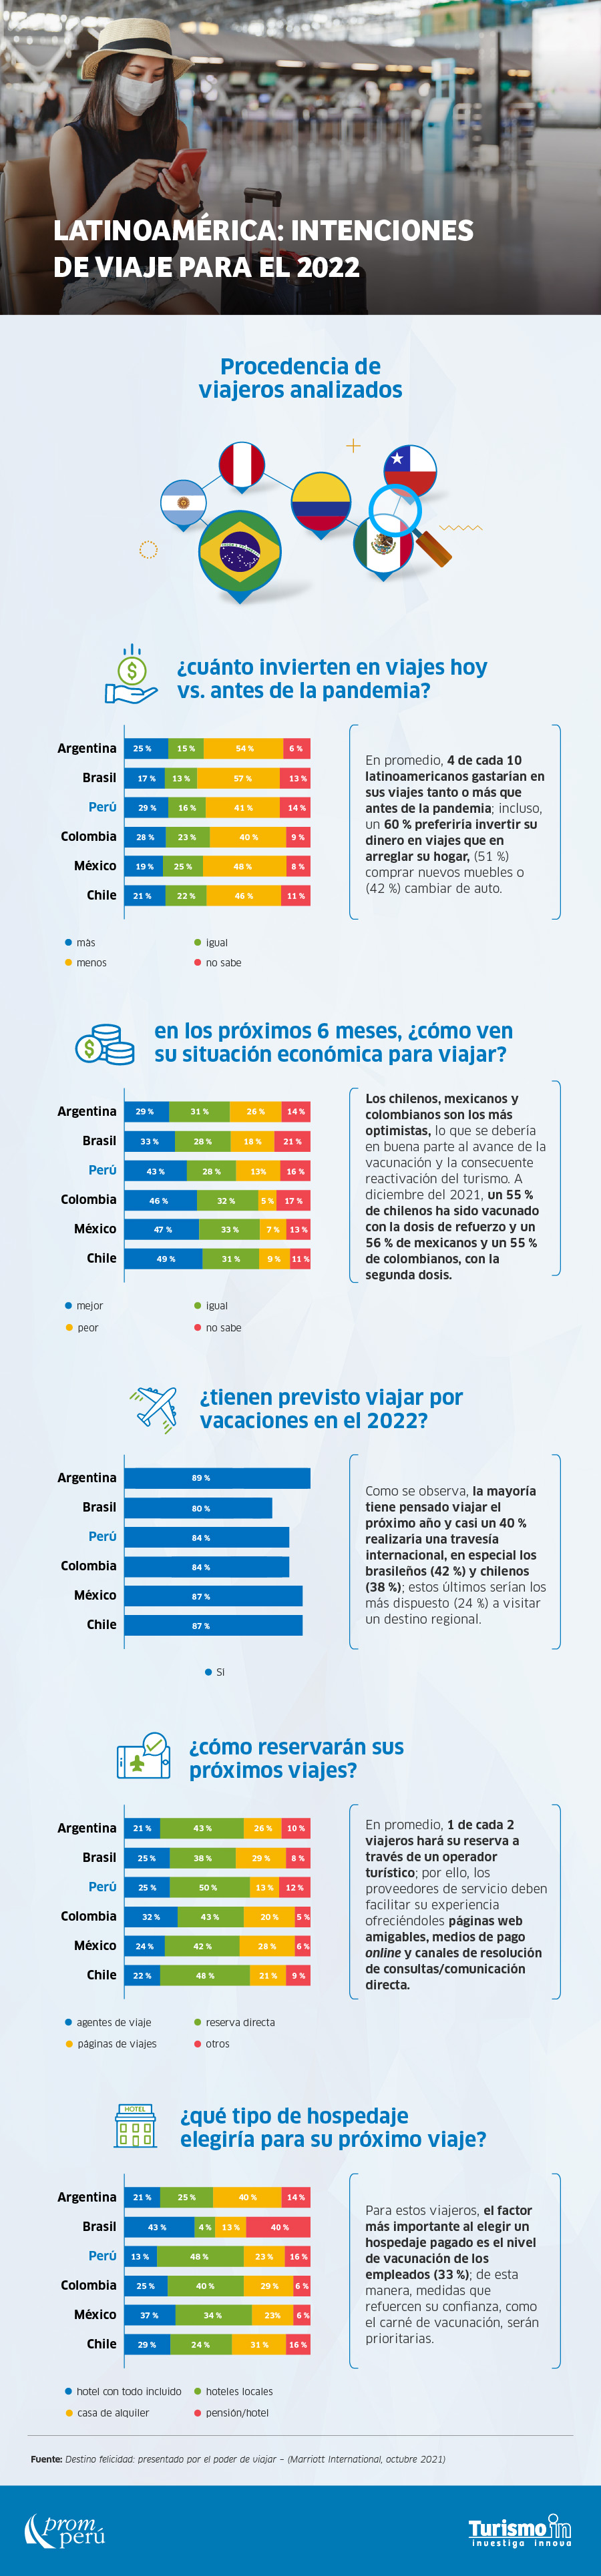 LATINOAMÉRICA: INTENCIONES
DE VIAJE PARA EL 2022
Procedencia de
viajeros analizados
¿cuánto invierten en viajes hoy
vs. antes de la pandemia?
Argentina 25 % 15 % 54 % 6 %
Brasil 17 % 13 % 57 % 13 %
Perú 29 % 16 % 41 % 14 %
Colombia 28 % 23 % 40 % 9 %
México 19 % 25 % 48 % 8 %
Chile 21 % 22 % 46 % 11 %
más igual
menos no sabe
En promedio, 4 de cada 10
latinoamericanos gastarían en
sus viajes tanto o más que
antes de la pandemia; incluso,
un 60 % preferiría invertir su
dinero en viajes que en
arreglar su hogar, (51 %)
comprar nuevos muebles o
(42 %) cambiar de auto.
en los próximos 6 meses, ¿cómo ven
su situación económica para viajar?
Argentina 29 % 31 % 26 % 14 %
Brasil 33 % 28 % 18 % 21 %
Perú 43 % 28 % 13% 16 %
Colombia 46 % 32 % 5 % 17 %
México 47 % 33 % 7 % 13 %
Chile 49 % 31 % 9 % 11 %
mejor igual
peor no sabe
Los chilenos, mexicanos y
colombianos son los más
optimistas, lo que se debería
en buena parte al avance de la
vacunación y la consecuente
reactivación del turismo. A
diciembre del 2021, un 55 %
de chilenos ha sido vacunado
con la dosis de refuerzo y un
56 % de mexicanos y un 55 %
de colombianos, con la
segunda dosis.
¿tienen previsto viajar por
vacaciones en el 2022?
Argentina 89 %
Brasil 80 %
Perú 84 %
Colombia 84 %
México 87 %
Chile 87 %
Sí
Como se observa, la mayoría
tiene pensado viajar el
próximo año y casi un 40 %
realizaría una travesía
internacional, en especial los
brasileños (42 %) y chilenos
(38 %); estos últimos serían los
más dispuesto (24 %) a visitar
un destino regional.
¿cómo reservarán sus
próximos viajes?
Argentina 21 % 43 % 26 % 10 %
Brasil 25 % 38 % 29 % 8 %
Perú 25 % 50 % 13 % 12 %
Colombia 32 % 43 % 20 % 5 %
México 24 % 42 % 28 % 6 %
Chile 22 % 48 % 21 % 9 %
agentes de viaje reserva directa
páginas de viajes otros
En promedio, 1 de cada 2
viajeros hará su reserva a
través de un operador
turístico; por ello, los
proveedores de servicio deben
facilitar su experiencia
ofreciéndoles páginas web
amigables, medios de pago
online y canales de resolución
de consultas/comunicación
directa.
HOTEL
¿qué tipo de hospedaje
elegiría para su próximo viaje?
Argentina 21 % 25 % 40 % 14 %
Brasil 43 % 4 % 13 % 40 %
Perú 13 % 48 % 23 % 16 %
Colombia 25 % 40 % 29 % 6 %
México 37 % 34 % 23% 6 %
Chile 29 % 24 % 31 % 16 %
hotel con todo incluido hoteles locales
casa de alquiler pensión/hotel
Para estos viajeros, el factor
más importante al elegir un
hospedaje pagado es el nivel
de vacunación de los
empleados (33 %); de esta
manera, medidas que
refuercen su confianza, como
el carné de vacunación, serán
prioritarias.
Fuente: Destino felicidad: presentado por el poder de viajar – (Marriott International, octubre 2021)
prom
perú
Turismo in
investiga innova